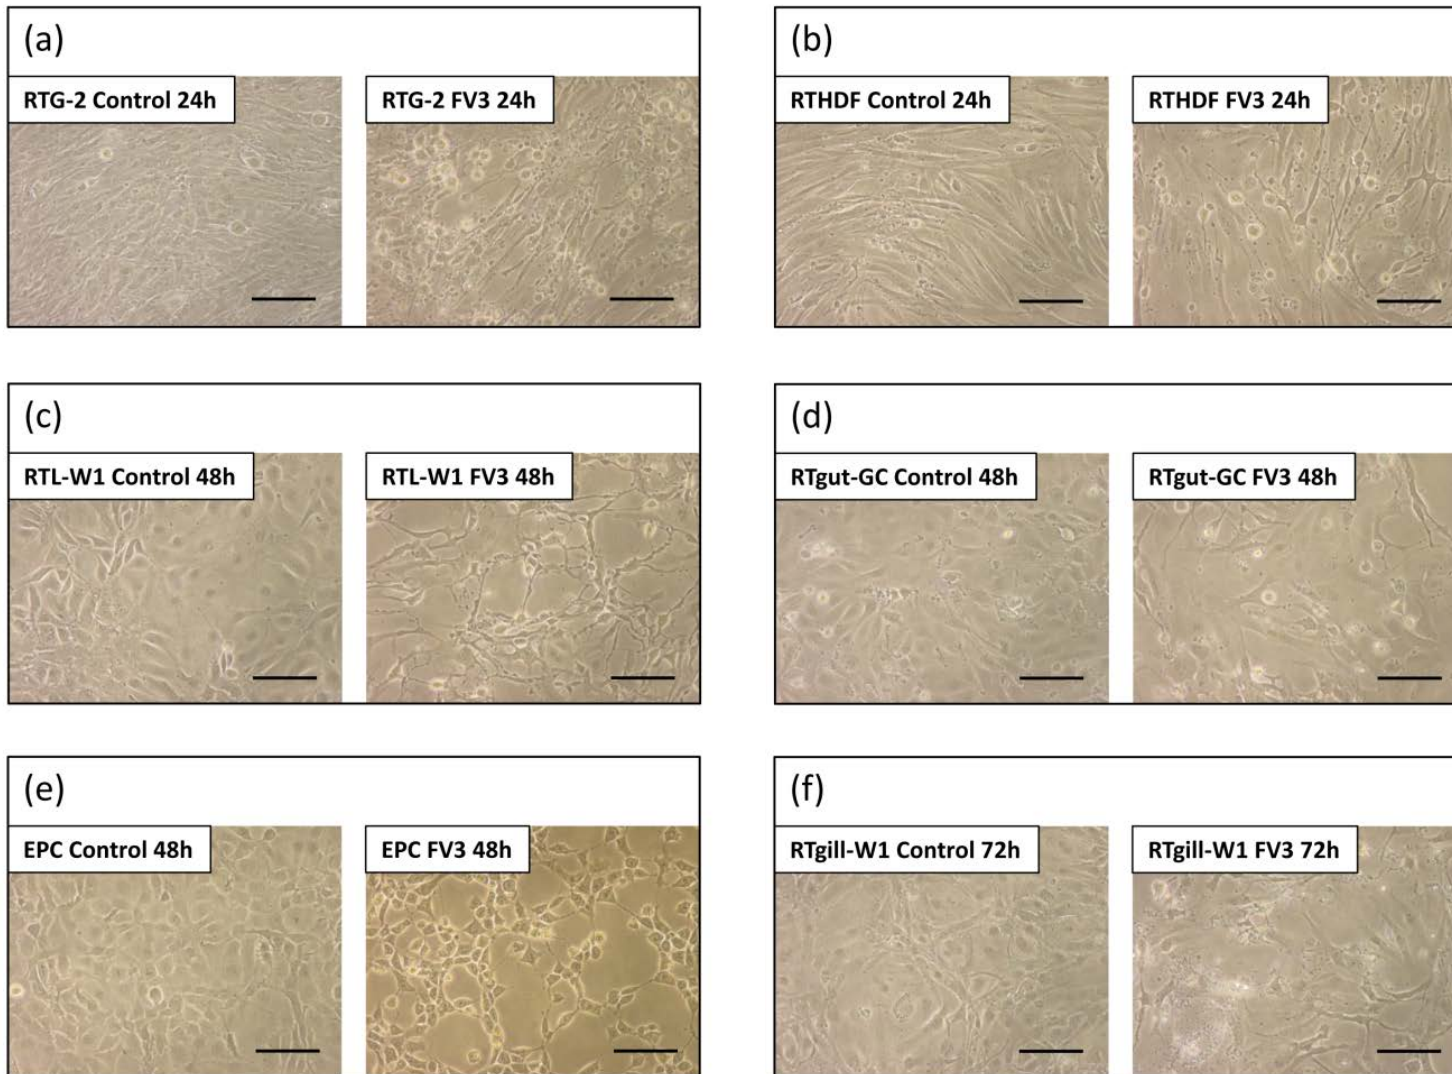 (a)
RTG-2 Control 24h
RTG-2 FV3 24h
(b)
RTHDF Control 24h
RTHDF FV3 24h
(c)
RTL-W1 Control 48h
RTL-W1 FV3 48h
(d)
RTgut-GC Control 48h
RTgut-GC FV3 48h
(e)
EPC Control 48h
EPC FV3 48h
(f)
RTgill-W1 Control 72h
RTgill-W1 FV3 72h